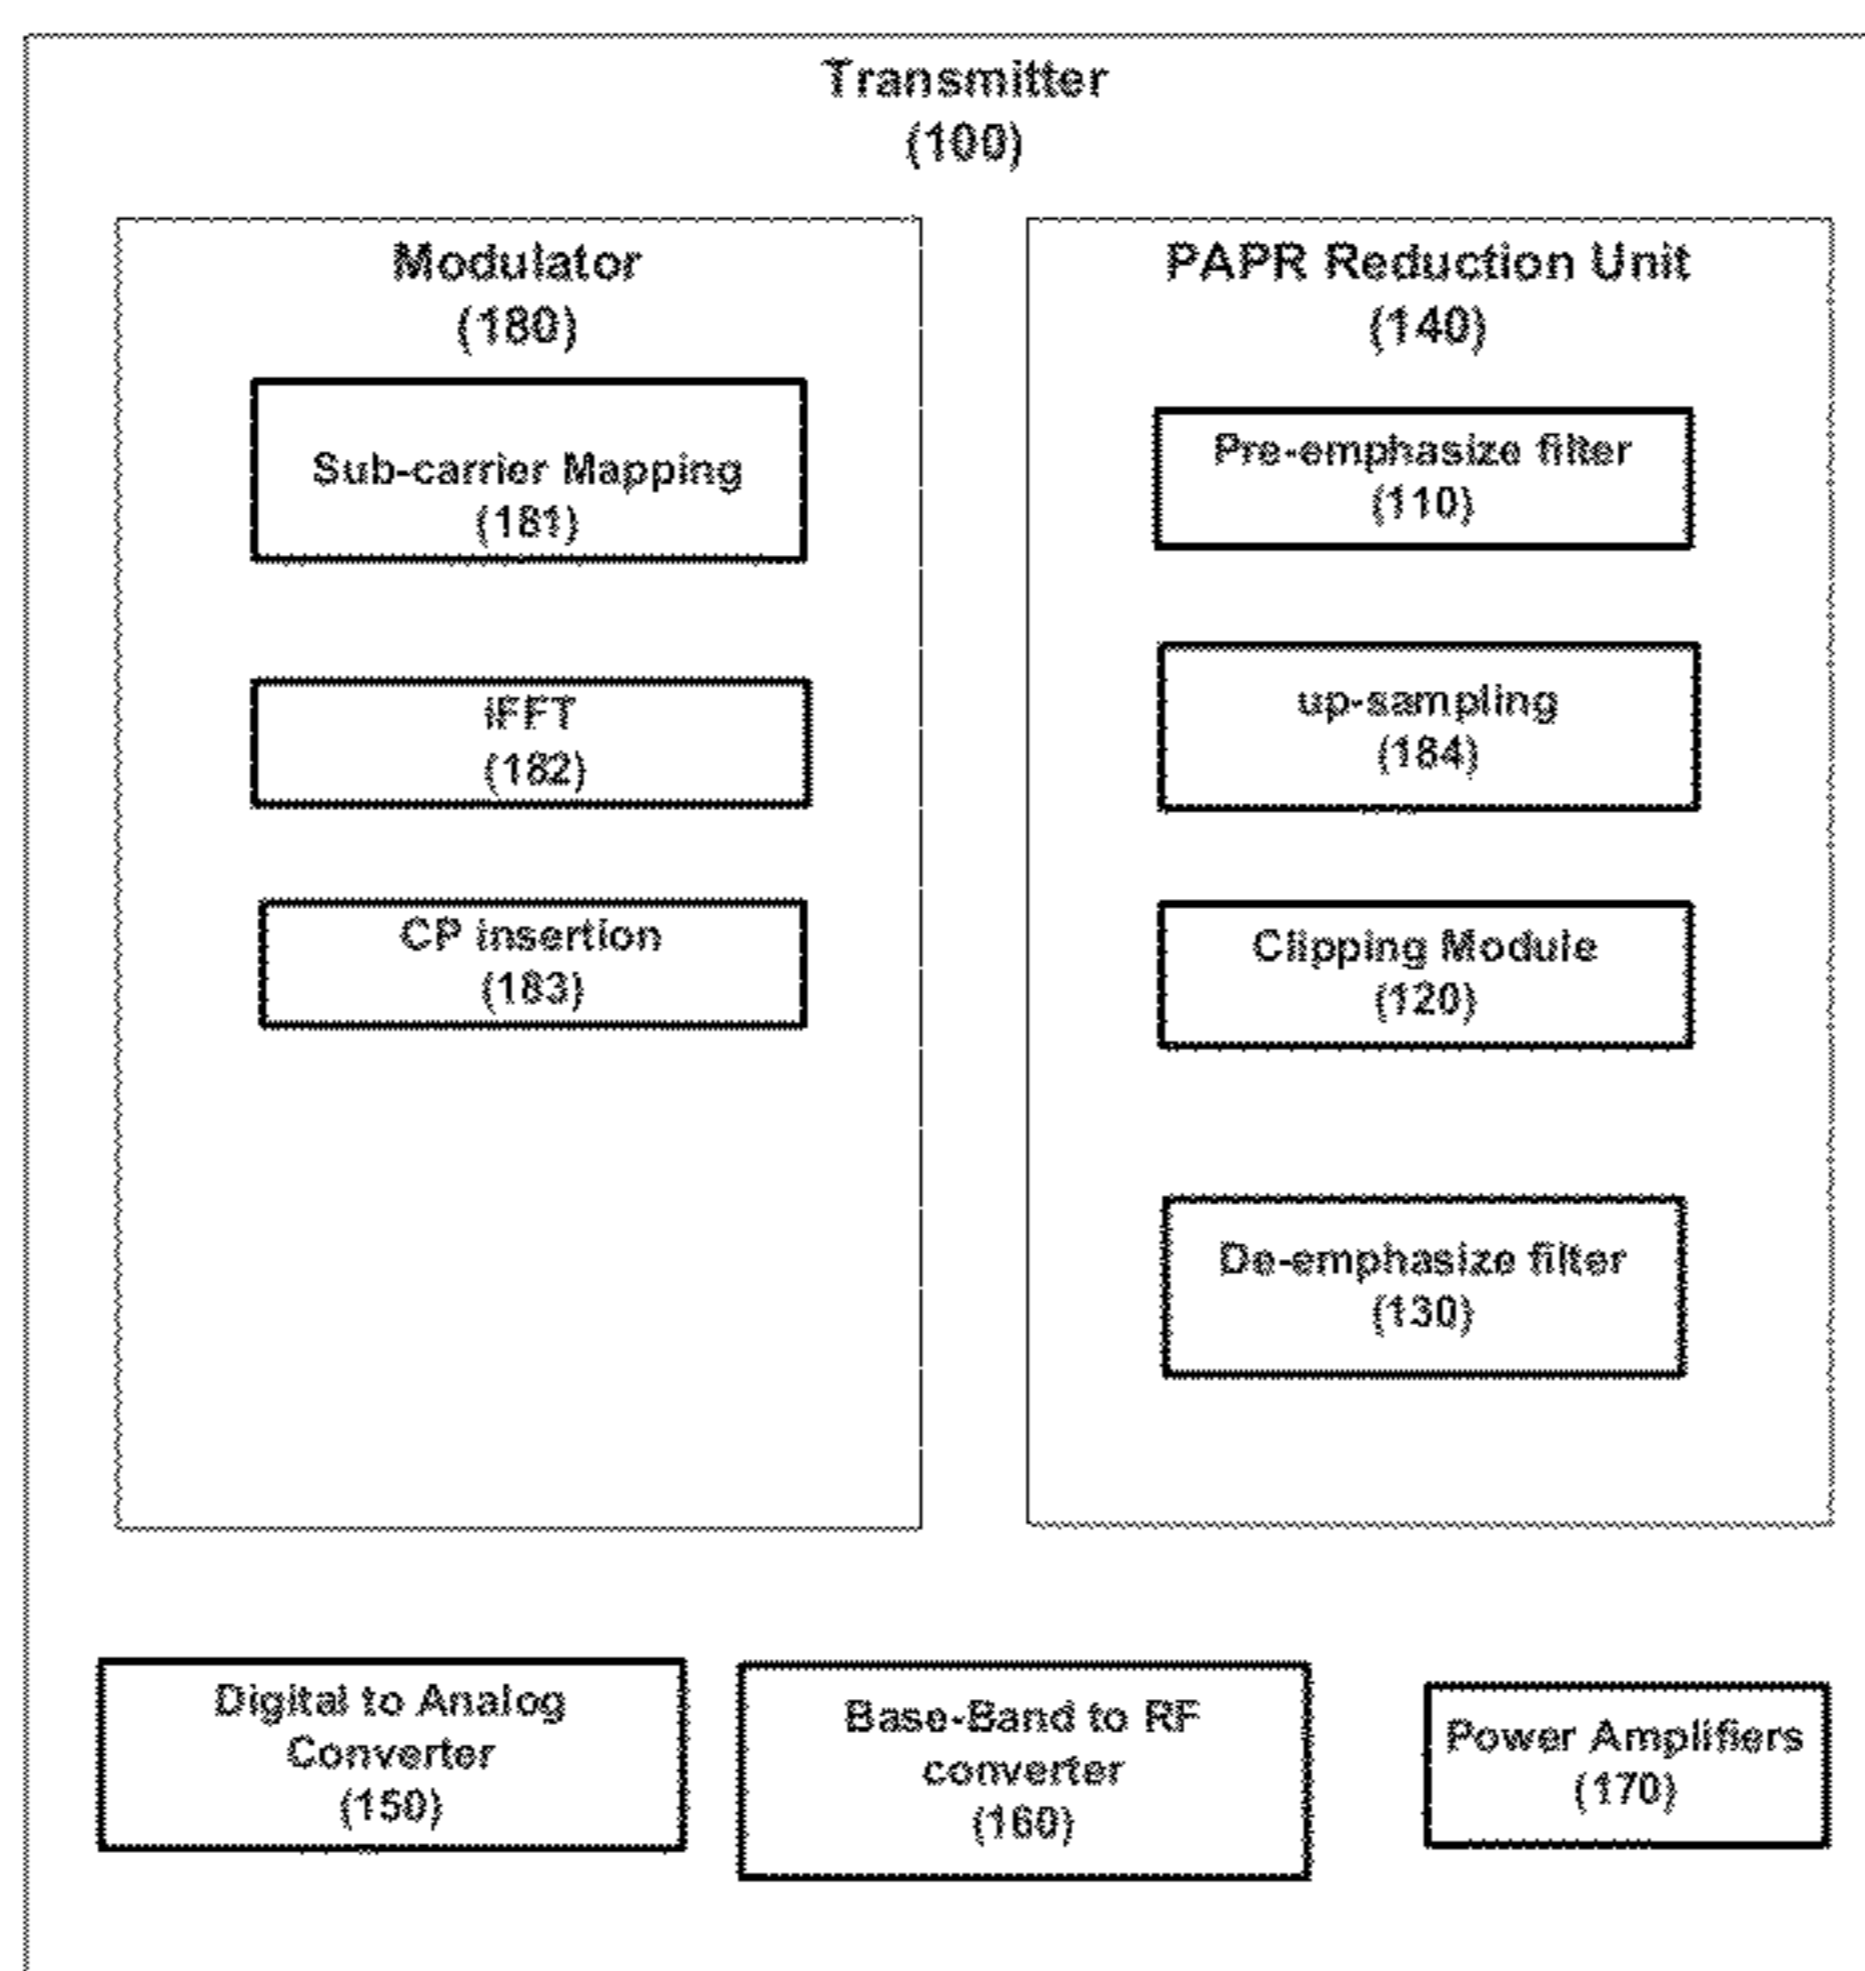 Transmitter
(100)
Modulator
(180)
Sub-carrier Mapping
(181)
iFFT
(182)
CP insertion
(183)
PAPR Reduction Unit
(140)
Pre-emphasize filter
(110)
up-sampling
(184)
Clipping Module
(120)
De-emphasize filter
(130)
Digital to Analog
Converter
(150)
Base-Band to RF
converter
(160)
Power Amplifiers
(170)